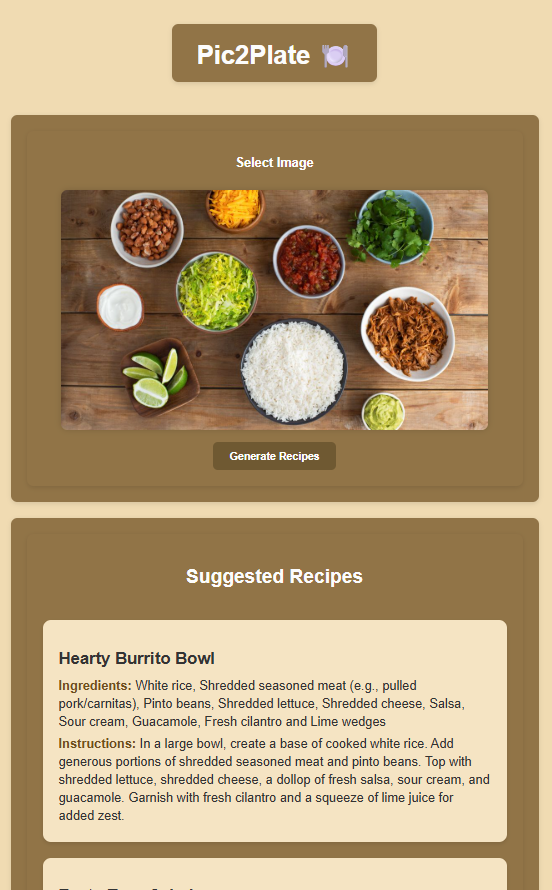 Pic2Plate 🍽️
Select Image
Generate Recipes
Suggested Recipes
Hearty Burrito Bowl
Ingredients: White rice, Shredded seasoned meat (e.g., pulled
pork/carnitas), Pinto beans, Shredded lettuce, Shredded cheese, Salsa,
Sour cream, Guacamole, Fresh cilantro and Lime wedges
Instructions: In a large bowl, create a base of cooked white rice. Add
generous portions of shredded seasoned meat and pinto beans. Top with
shredded lettuce, shredded cheese, a dollop of fresh salsa, sour cream, and
guacamole. Garnish with fresh cilantro and a squeeze of lime juice for
added zest.